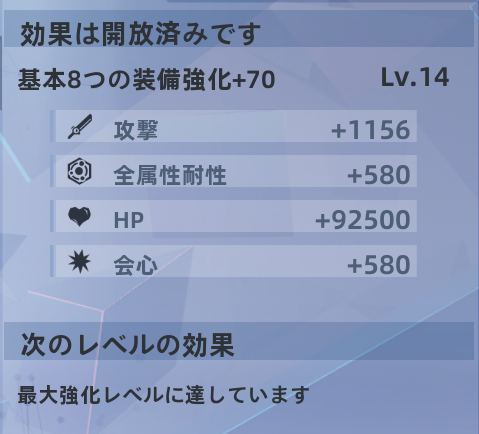 効果は開放済みです
基本8つの装備強化+70 Lv.14
攻撃 +1156
全属性耐性 +580
HP +92500
会心 +580
次のレベルの効果
最大強化レベルに達しています